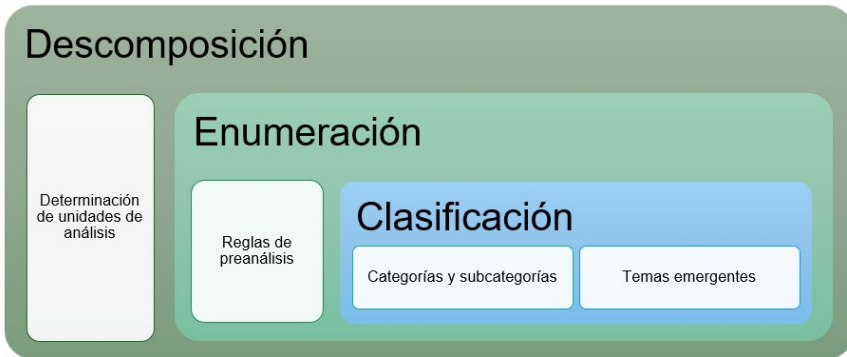 Descomposición
Determinación
de unidades de
análisis
Enumeración
Reglas de
preanálisis
Clasificación
Categorías y subcategorías
Temas emergentes